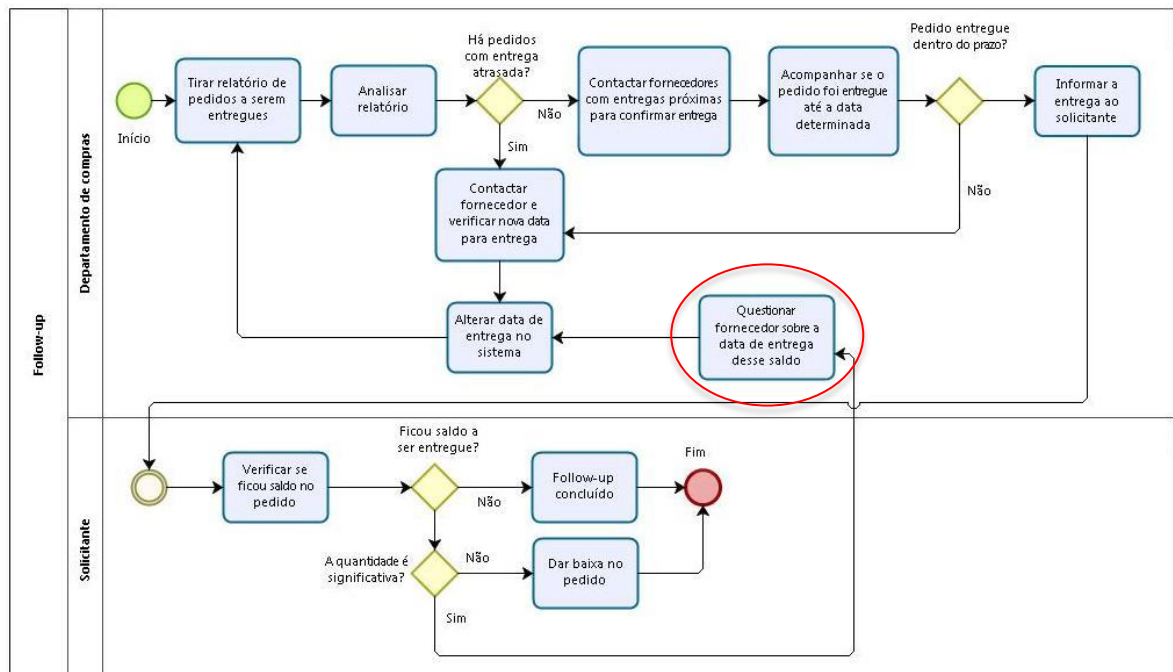 Follow-up
Departamento de compras
Início
Tirar relatório de
pedidos a serem
entregues
Analisar
relatório
Há pedidos
com entrega
atrasada?
Não
Sim
Contactar fornecedores
com entregas próximas
para confirmar entrega
Acompanhar se o
pedido foi entregue
até a data
determinada
Pedido entregue
dentro do prazo?
Não
Informar a
entrega ao
solicitante
Contactar
fornecedor e
verificar nova data
para entrega
Alterar data de
entrega no
sistema
Questionar
fornecedor sobre a
data de entrega
desse saldo
Solicitante
Verificar se
ficou saldo no
pedido
Ficou saldo a
ser entregue?
Não
Follow-up
concluído
Fim
A quantidade é
significativa?
Não
Sim
Dar baixa no
pedido